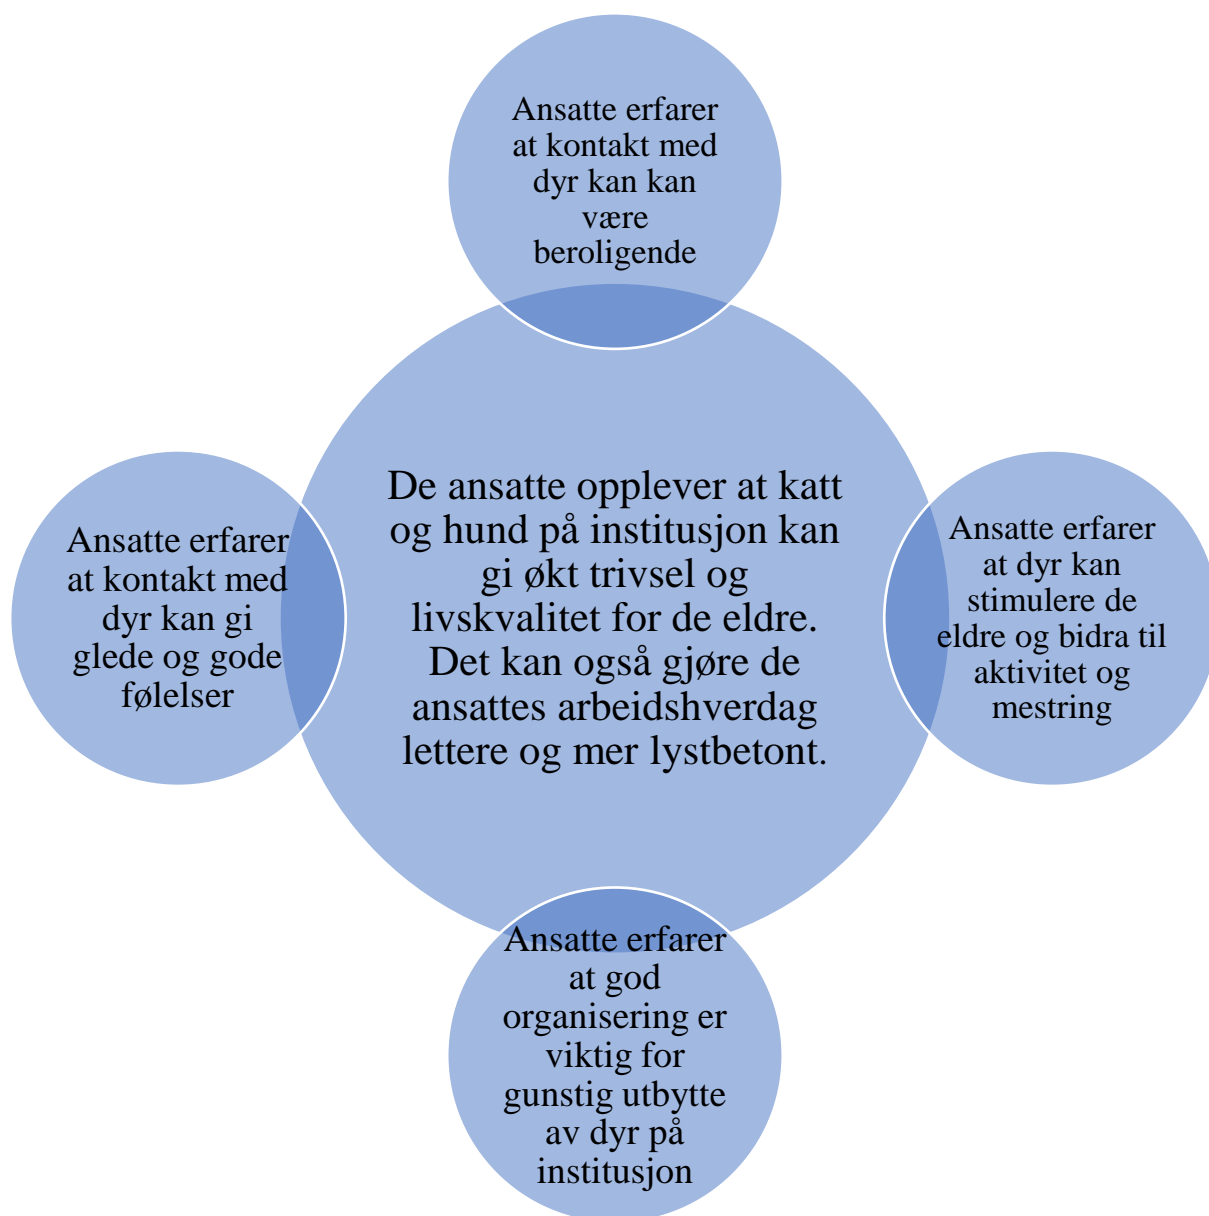 Ansatte erfarer
at kontakt med
dyr kan kan
være
beroligende
De ansatte opplever at katt
og hund på institusjon kan
gi økt trivsel og
livskvalitet for de eldre.
Det kan også gjøre de
ansattes arbeidshverdag
lettere og mer lystbetont.
Ansatte erfarer
at dyr kan
stimulere de
eldre og bidra til
aktivitet og
mestring
Ansatte erfarer
at god
organisering er
viktig for
gunstig utbytte
av dyr på
institusjon
Ansatte erfarer
at kontakt med
dyr kan gi
glede og gode
følelser